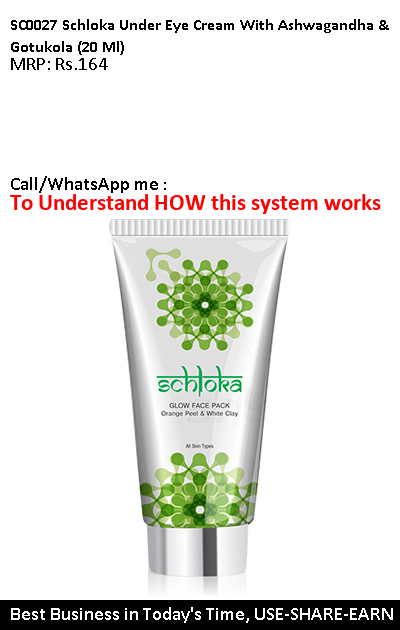 SC0027 Schloka Under Eye Cream With Ashwagandha &
Gotukola (20 Ml)
MRP: Rs.164
Call/WhatsApp me :
To Understand HOW this system works
schloka
GLOW FACE PACK
Orange Peel & White Clay
All Skin Types
Best Business in Today's Time, USE-SHARE-EARN